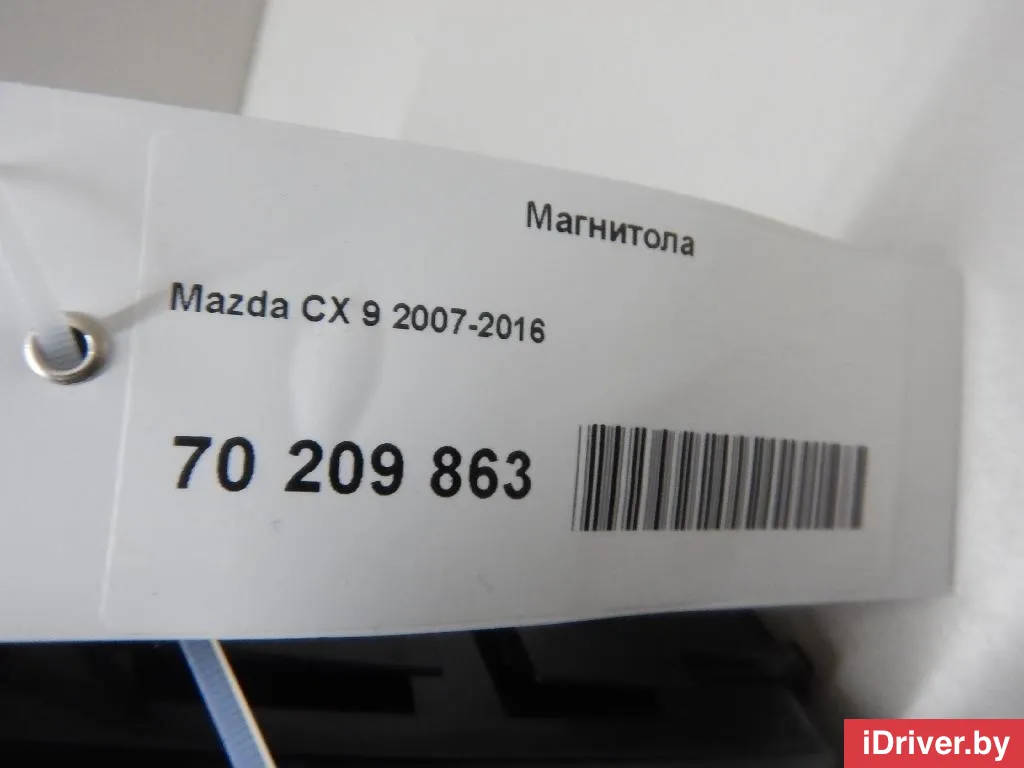 Магнитола
Mazda CX 9 2007-2016
70 209 863
iDriver.by